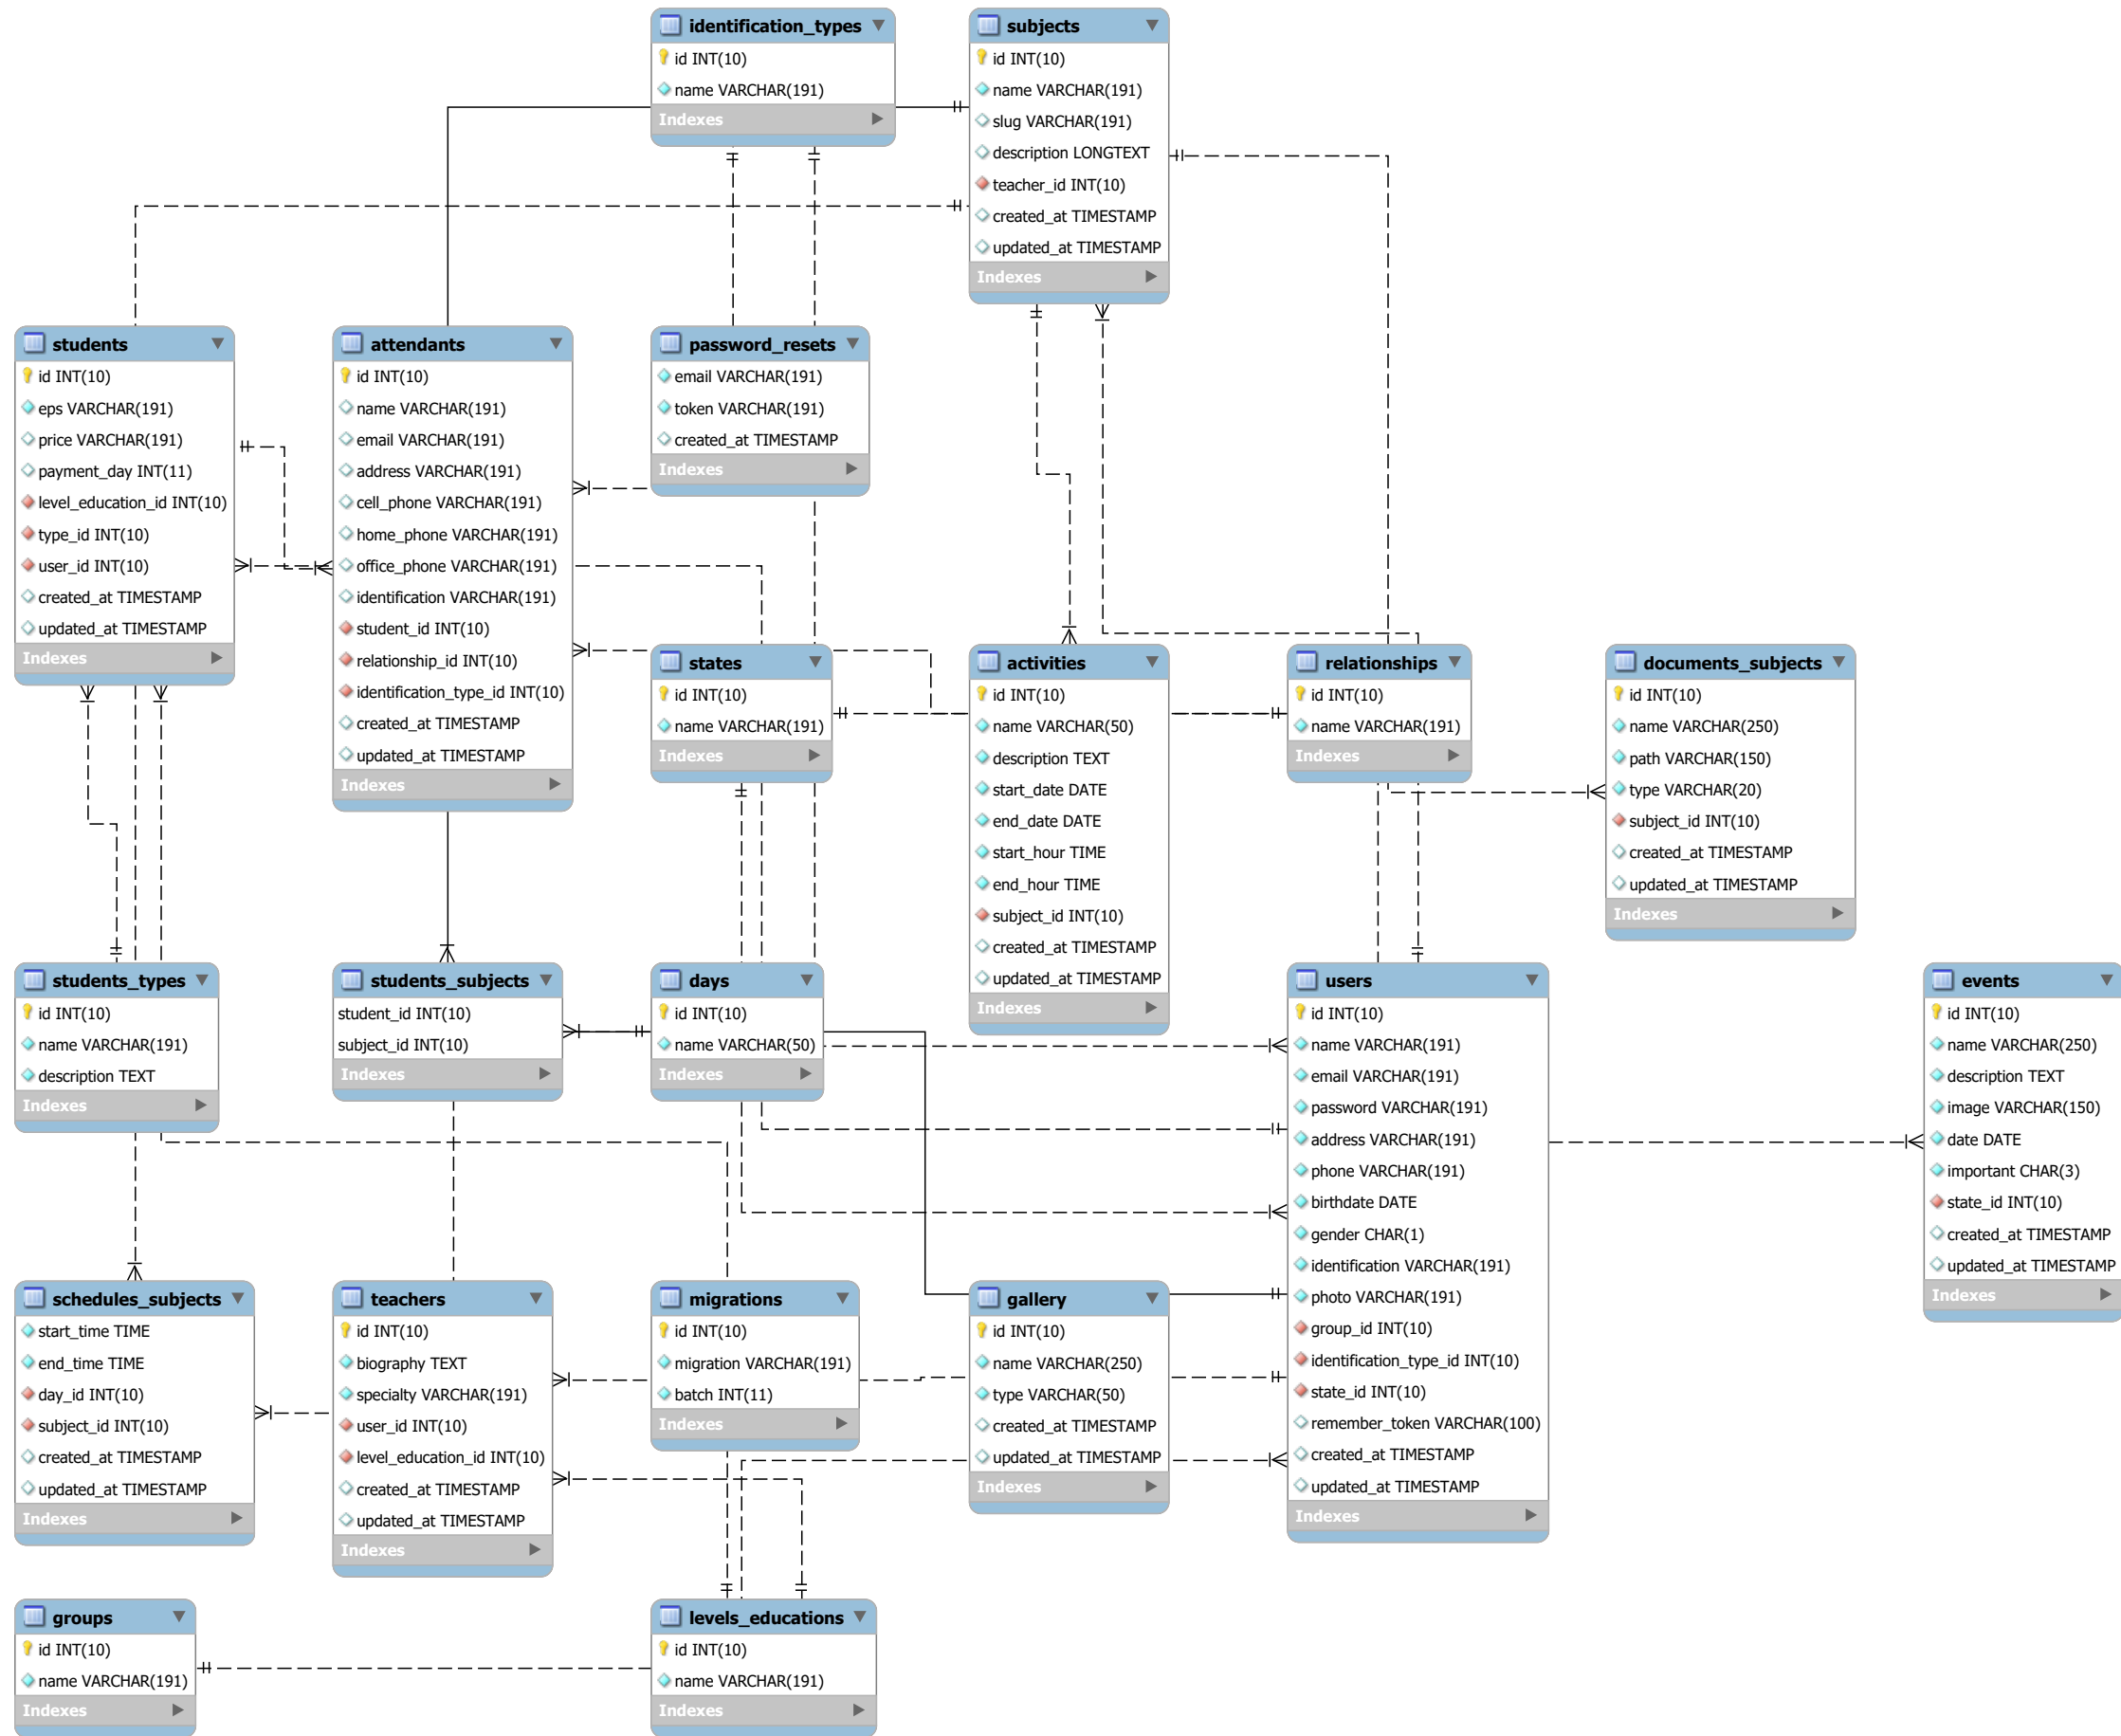 identification_types
id INT(10)
name VARCHAR(191)
Indexes
subjects
id INT(10)
name VARCHAR(191)
slug VARCHAR(191)
description LONGTEXT
teacher_id INT(10)
created_at TIMESTAMP
updated_at TIMESTAMP
Indexes
students
id INT(10)
eps VARCHAR(191)
price VARCHAR(191)
payment_day INT(11)
level_education_id INT(10)
type_id INT(10)
user_id INT(10)
created_at TIMESTAMP
updated_at TIMESTAMP
Indexes
attendants
id INT(10)
name VARCHAR(191)
email VARCHAR(191)
address VARCHAR(191)
cell_phone VARCHAR(191)
home_phone VARCHAR(191)
office_phone VARCHAR(191)
identification VARCHAR(191)
student_id INT(10)
relationship_id INT(10)
identification_type_id INT(10)
created_at TIMESTAMP
updated_at TIMESTAMP
Indexes
password_resets
email VARCHAR(191)
token VARCHAR(191)
created_at TIMESTAMP
Indexes
states
id INT(10)
name VARCHAR(191)
Indexes
activities
id INT(10)
name VARCHAR(50)
description TEXT
start_date DATE
end_date DATE
start_hour TIME
end_hour TIME
subject_id INT(10)
created_at TIMESTAMP
updated_at TIMESTAMP
Indexes
relationships
id INT(10)
name VARCHAR(191)
Indexes
documents_subjects
id INT(10)
name VARCHAR(250)
path VARCHAR(150)
type VARCHAR(20)
subject_id INT(10)
created_at TIMESTAMP
updated_at TIMESTAMP
Indexes
students_types
id INT(10)
name VARCHAR(191)
description TEXT
Indexes
students_subjects
student_id INT(10)
subject_id INT(10)
Indexes
days
id INT(10)
name VARCHAR(50)
Indexes
users
id INT(10)
name VARCHAR(191)
email VARCHAR(191)
password VARCHAR(191)
address VARCHAR(191)
phone VARCHAR(191)
birthdate DATE
gender CHAR(1)
identification VARCHAR(191)
photo VARCHAR(191)
group_id INT(10)
identification_type_id INT(10)
state_id INT(10)
remember_token VARCHAR(100)
created_at TIMESTAMP
updated_at TIMESTAMP
Indexes
events
id INT(10)
name VARCHAR(250)
description TEXT
image VARCHAR(150)
date DATE
important CHAR(3)
state_id INT(10)
created_at TIMESTAMP
updated_at TIMESTAMP
Indexes
schedules_subjects
start_time TIME
end_time TIME
day_id INT(10)
subject_id INT(10)
created_at TIMESTAMP
updated_at TIMESTAMP
Indexes
teachers
id INT(10)
biography TEXT
specialty VARCHAR(191)
user_id INT(10)
level_education_id INT(10)
created_at TIMESTAMP
updated_at TIMESTAMP
Indexes
migrations
id INT(10)
migration VARCHAR(191)
batch INT(11)
Indexes
gallery
id INT(10)
name VARCHAR(250)
type VARCHAR(50)
created_at TIMESTAMP
updated_at TIMESTAMP
Indexes
groups
id INT(10)
name VARCHAR(191)
Indexes
levels_educations
id INT(10)
name VARCHAR(191)
Indexes